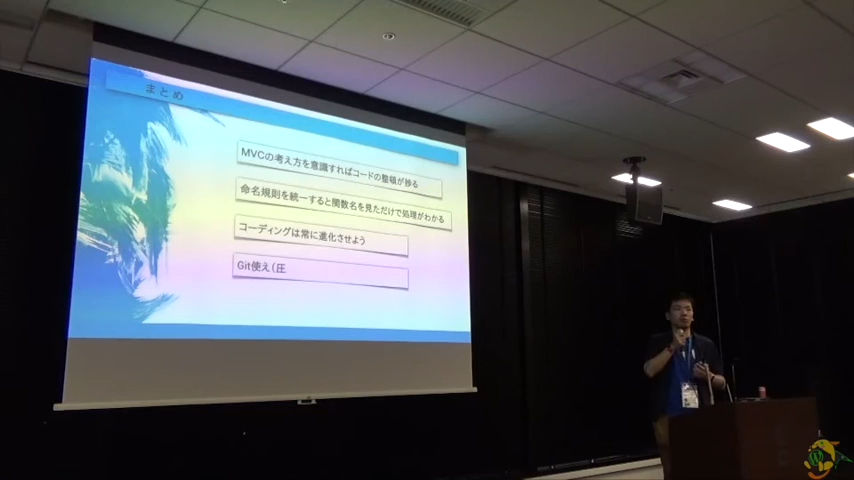 まとめ
MVCの考え方を意識すればコードの整頓が捗る
命名規則を統一すると関数名を見ただけで処理がわかる
コーディングは常に進化させよう
Git使え(圧